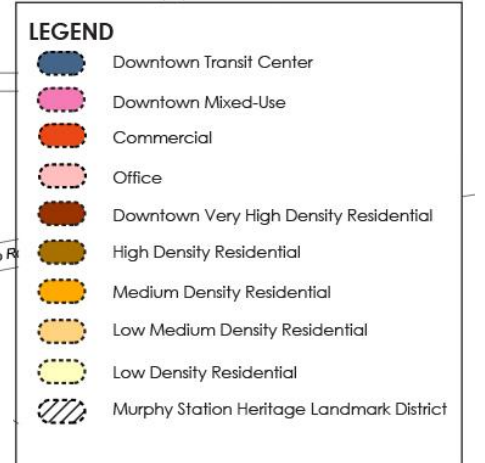 LEGEND
Downtown Transit Center
Downtown Mixed-Use
Commercial
Office
Downtown Very High Density Residential
High Density Residential
Medium Density Residential
Low Medium Density Residential
Low Density Residential
Murphy Station Heritage Landmark District